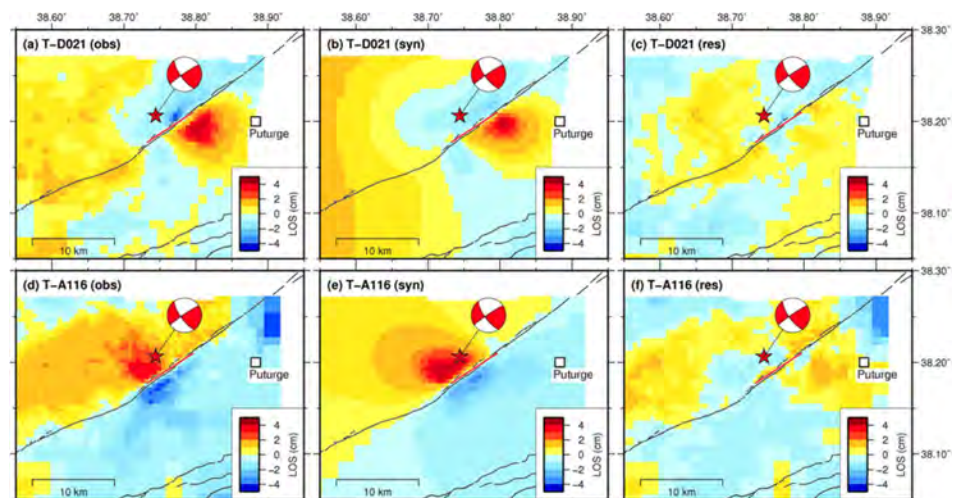 38.60° 38.70° 38.80° 38.90° 38.60° 38.70° 38.80° 38.90° 38.60° 38.70° 38.80° 38.90°
38.30°
(a) T-D021 (obs) (b) T-D021 (syn) (c) T-D021 (res)
38.20°
Puturge Puturge Puturge
4 2 0 -2 -4 LOS (cm) 4 2 0 -2 -4 LOS (cm) 4 2 0 -2 -4 LOS (cm)
38.10°
10 km 10 km 10 km
38.30°
(d) T-A116 (obs) (e) T-A116 (syn) (f) T-A116 (res)
38.20°
Puturge Puturge Puturge
4 2 0 -2 -4 LOS (cm) 4 2 0 -2 -4 LOS (cm) 4 2 0 -2 -4 LOS (cm)
38.10°
10 km 10 km 10 km